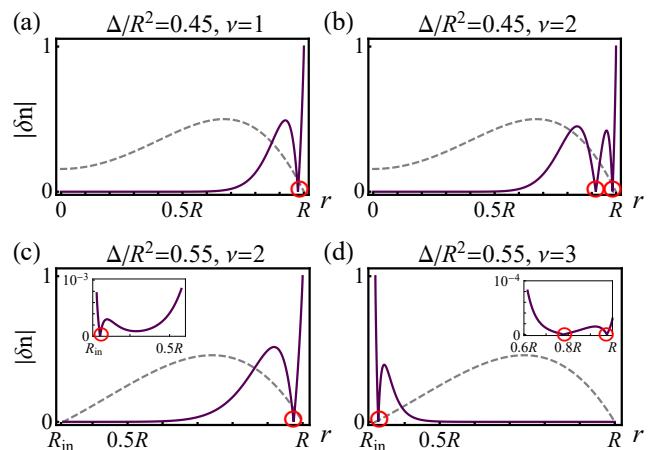 (a) Δ/R²=0.45, ν=1
(b) Δ/R²=0.45, ν=2
1
1
|δn|
0
0
0 0.5R R r
0 0.5R R r
(c) Δ/R²=0.55, ν=2
(d) Δ/R²=0.55, ν=3
1
10⁻³
0
R_in 0.5R
1
10⁻⁴
0
0.6R 0.8R R
|δn|
0
0
R_in 0.5R R r
R_in 0.5R R r